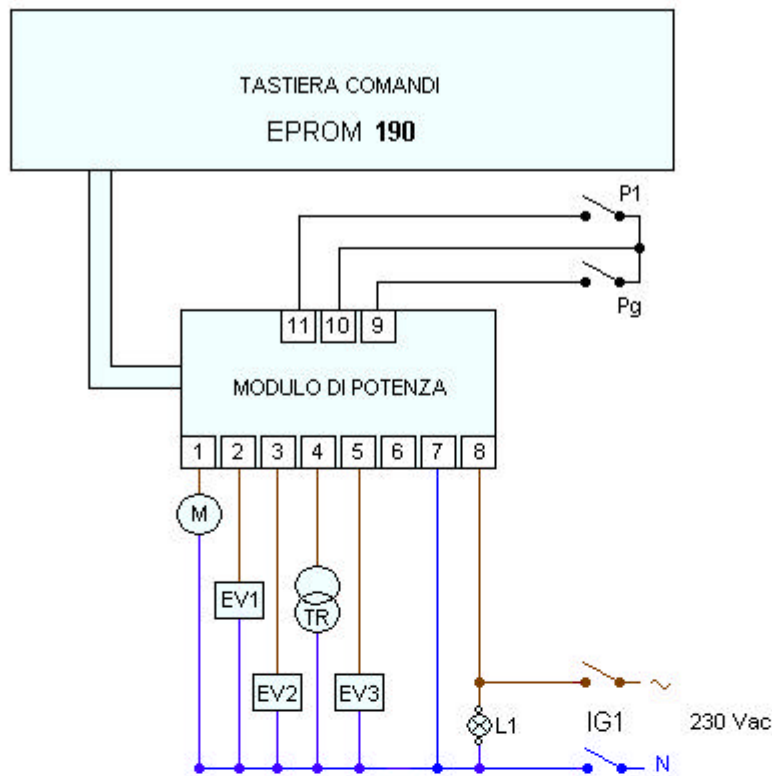 TASTIERA COMANDI
EPROM 190
P1
Pg
11 10 9
MODULO DI POTENZA
1 2 3 4 5 6 7 8
M
EV1
TR
EV2
EV3
L1
IG1
230 Vac
~
N